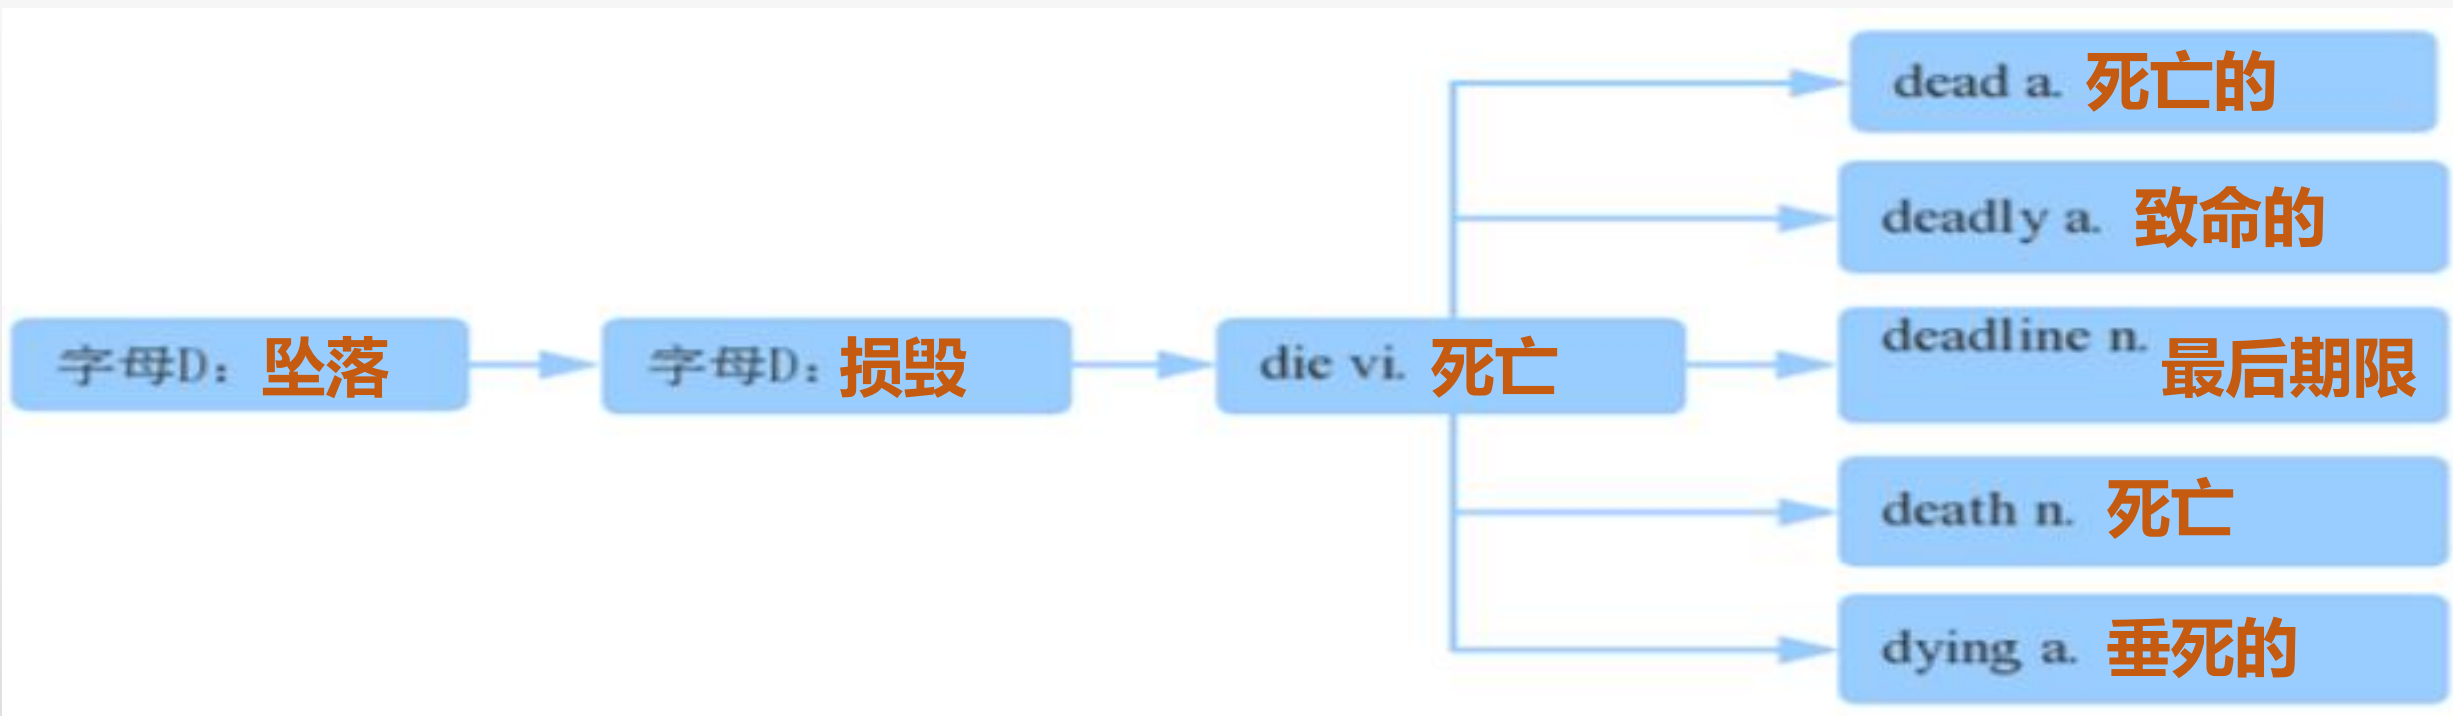 字母D：坠落
字母D：损毁
die vi. 死亡
dead a. 死亡的
deadly a. 致命的
deadline n. 最后期限
death n. 死亡
dying a. 垂死的